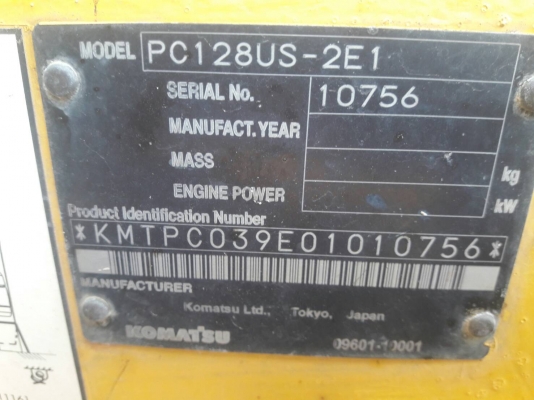 MODEL PC128US-2E1
SERIAL No. 10756
MANUFACT. YEAR
MASS kg
ENGINE POWER kW
Product Identification Number
*KMTPC039E01010756*
MANUFACTURER
Komatsu Ltd., Tokyo, Japan
KOMATSU 09601-10001